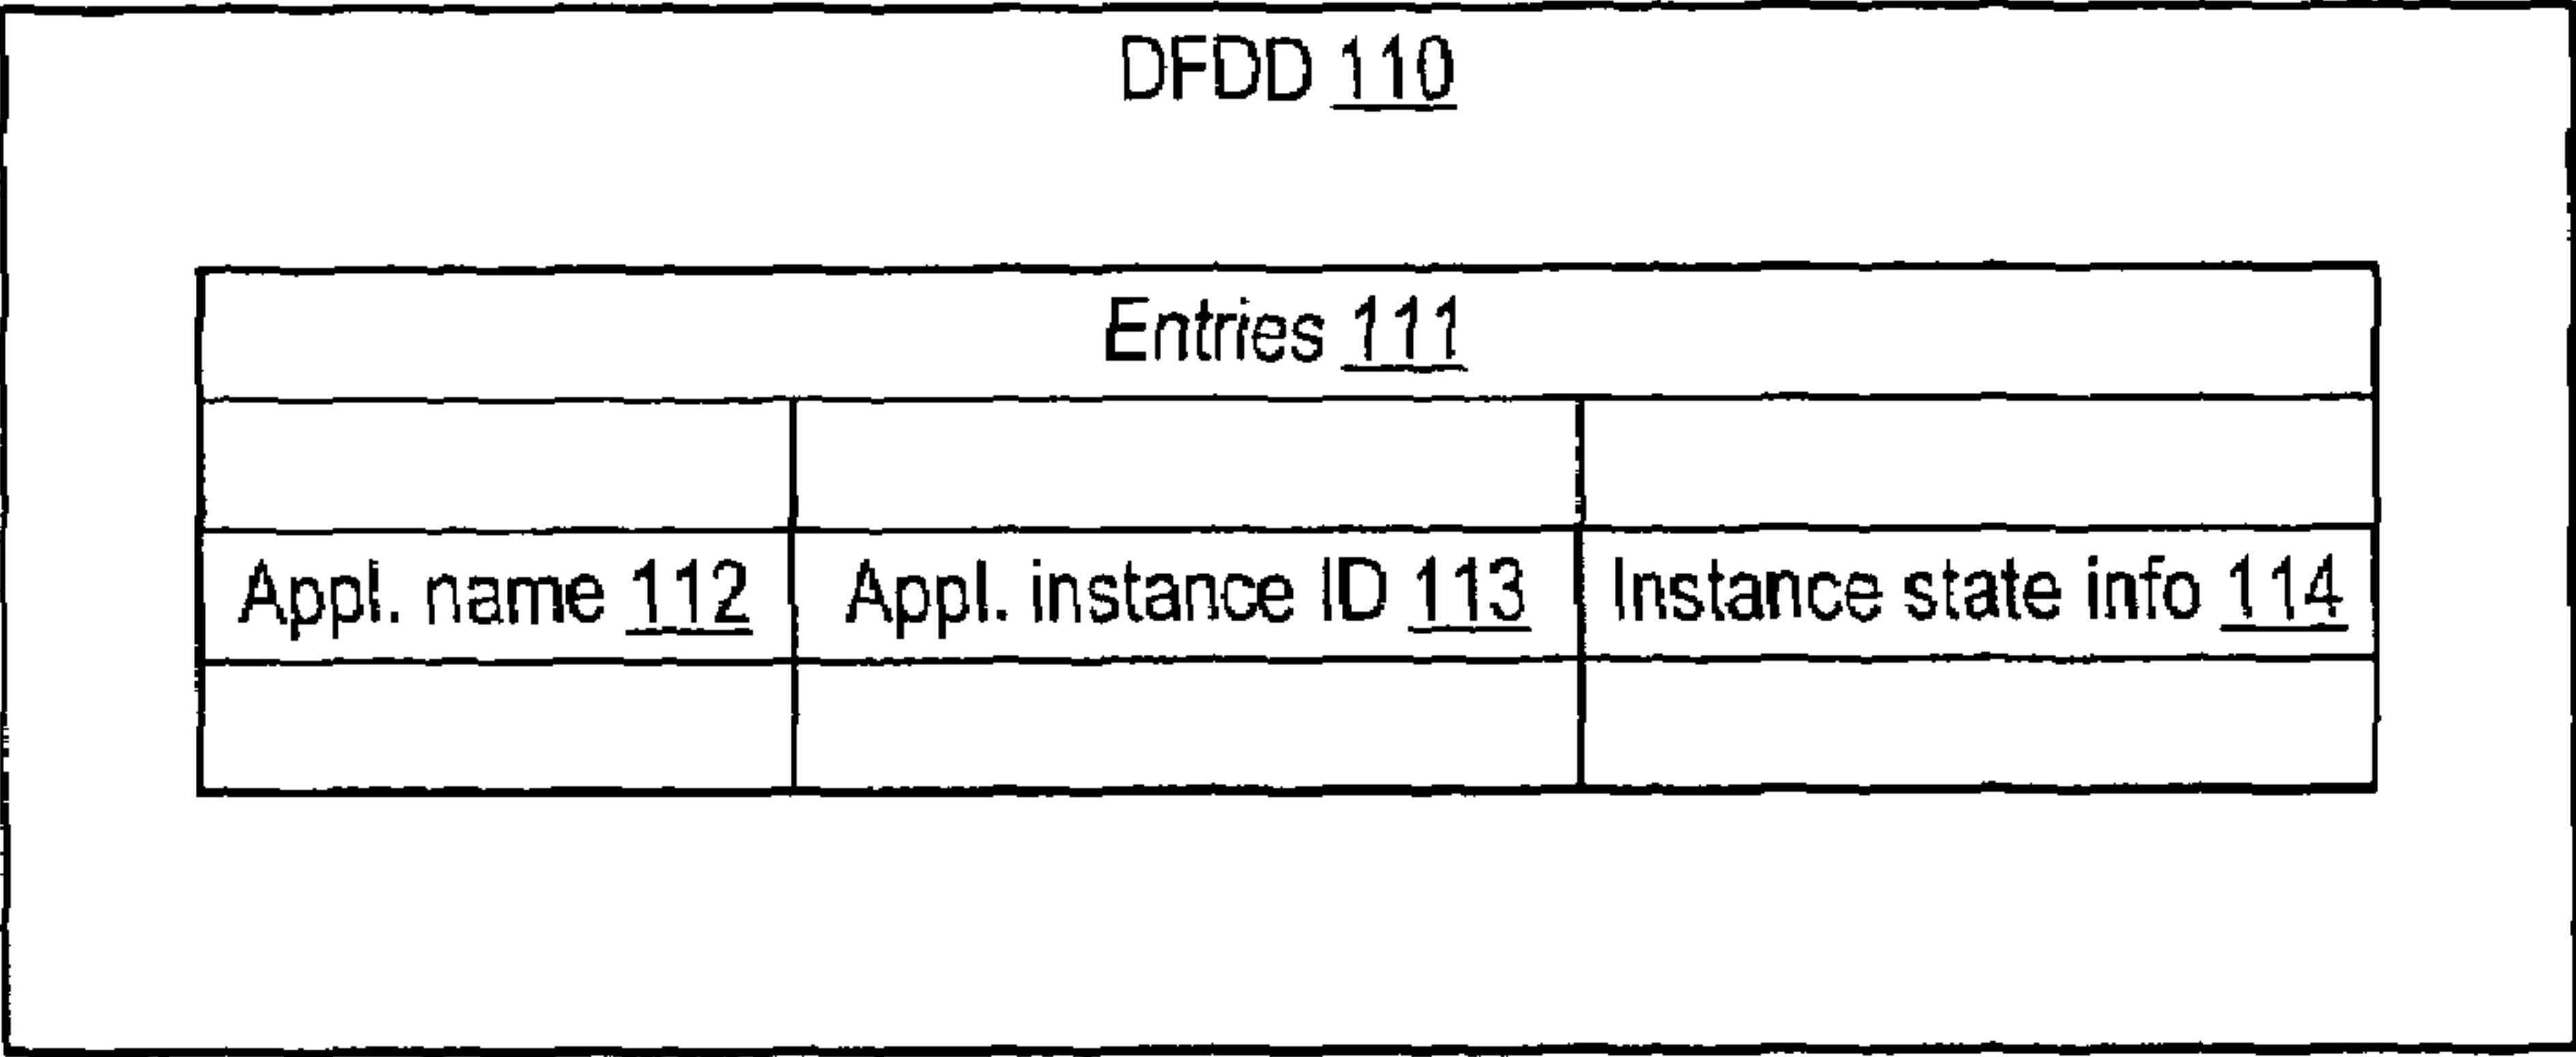 DFDD 110
Entries 111
Appl. name 112 Appl. instance ID 113 Instance state info 114